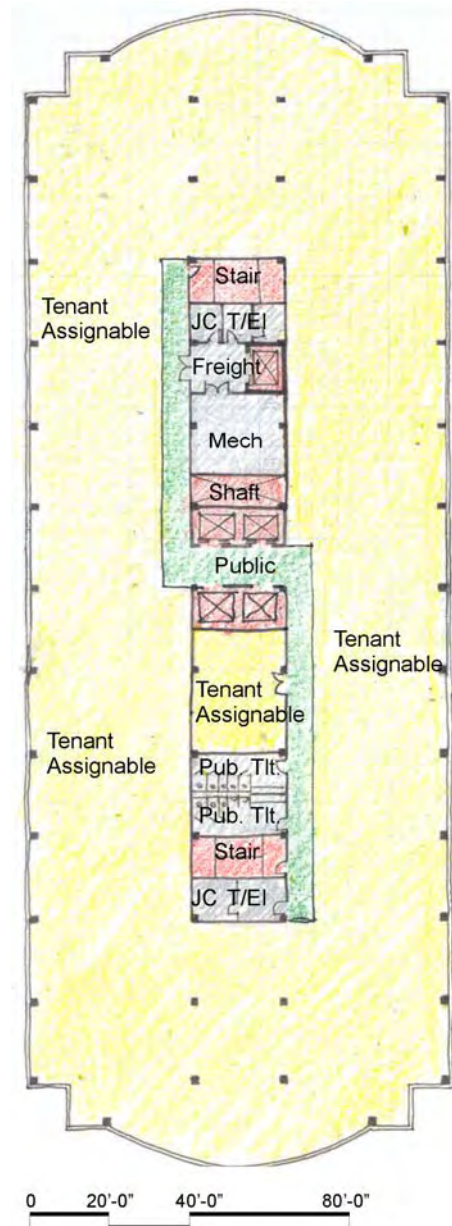 Stair
Tenant
Assignable
JC T/El
Freight
Mech
Shaft
Public
Tenant
Assignable
Tenant
Assignable
Tenant
Assignable
Pub. Tlt.
Pub. Tlt.
Stair
JC T/El
0 20'-0" 40'-0" 80'-0"